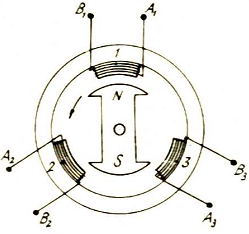 B₁ A₁
1
N
A₂ 2 S 3 B₃
B₂ A₃